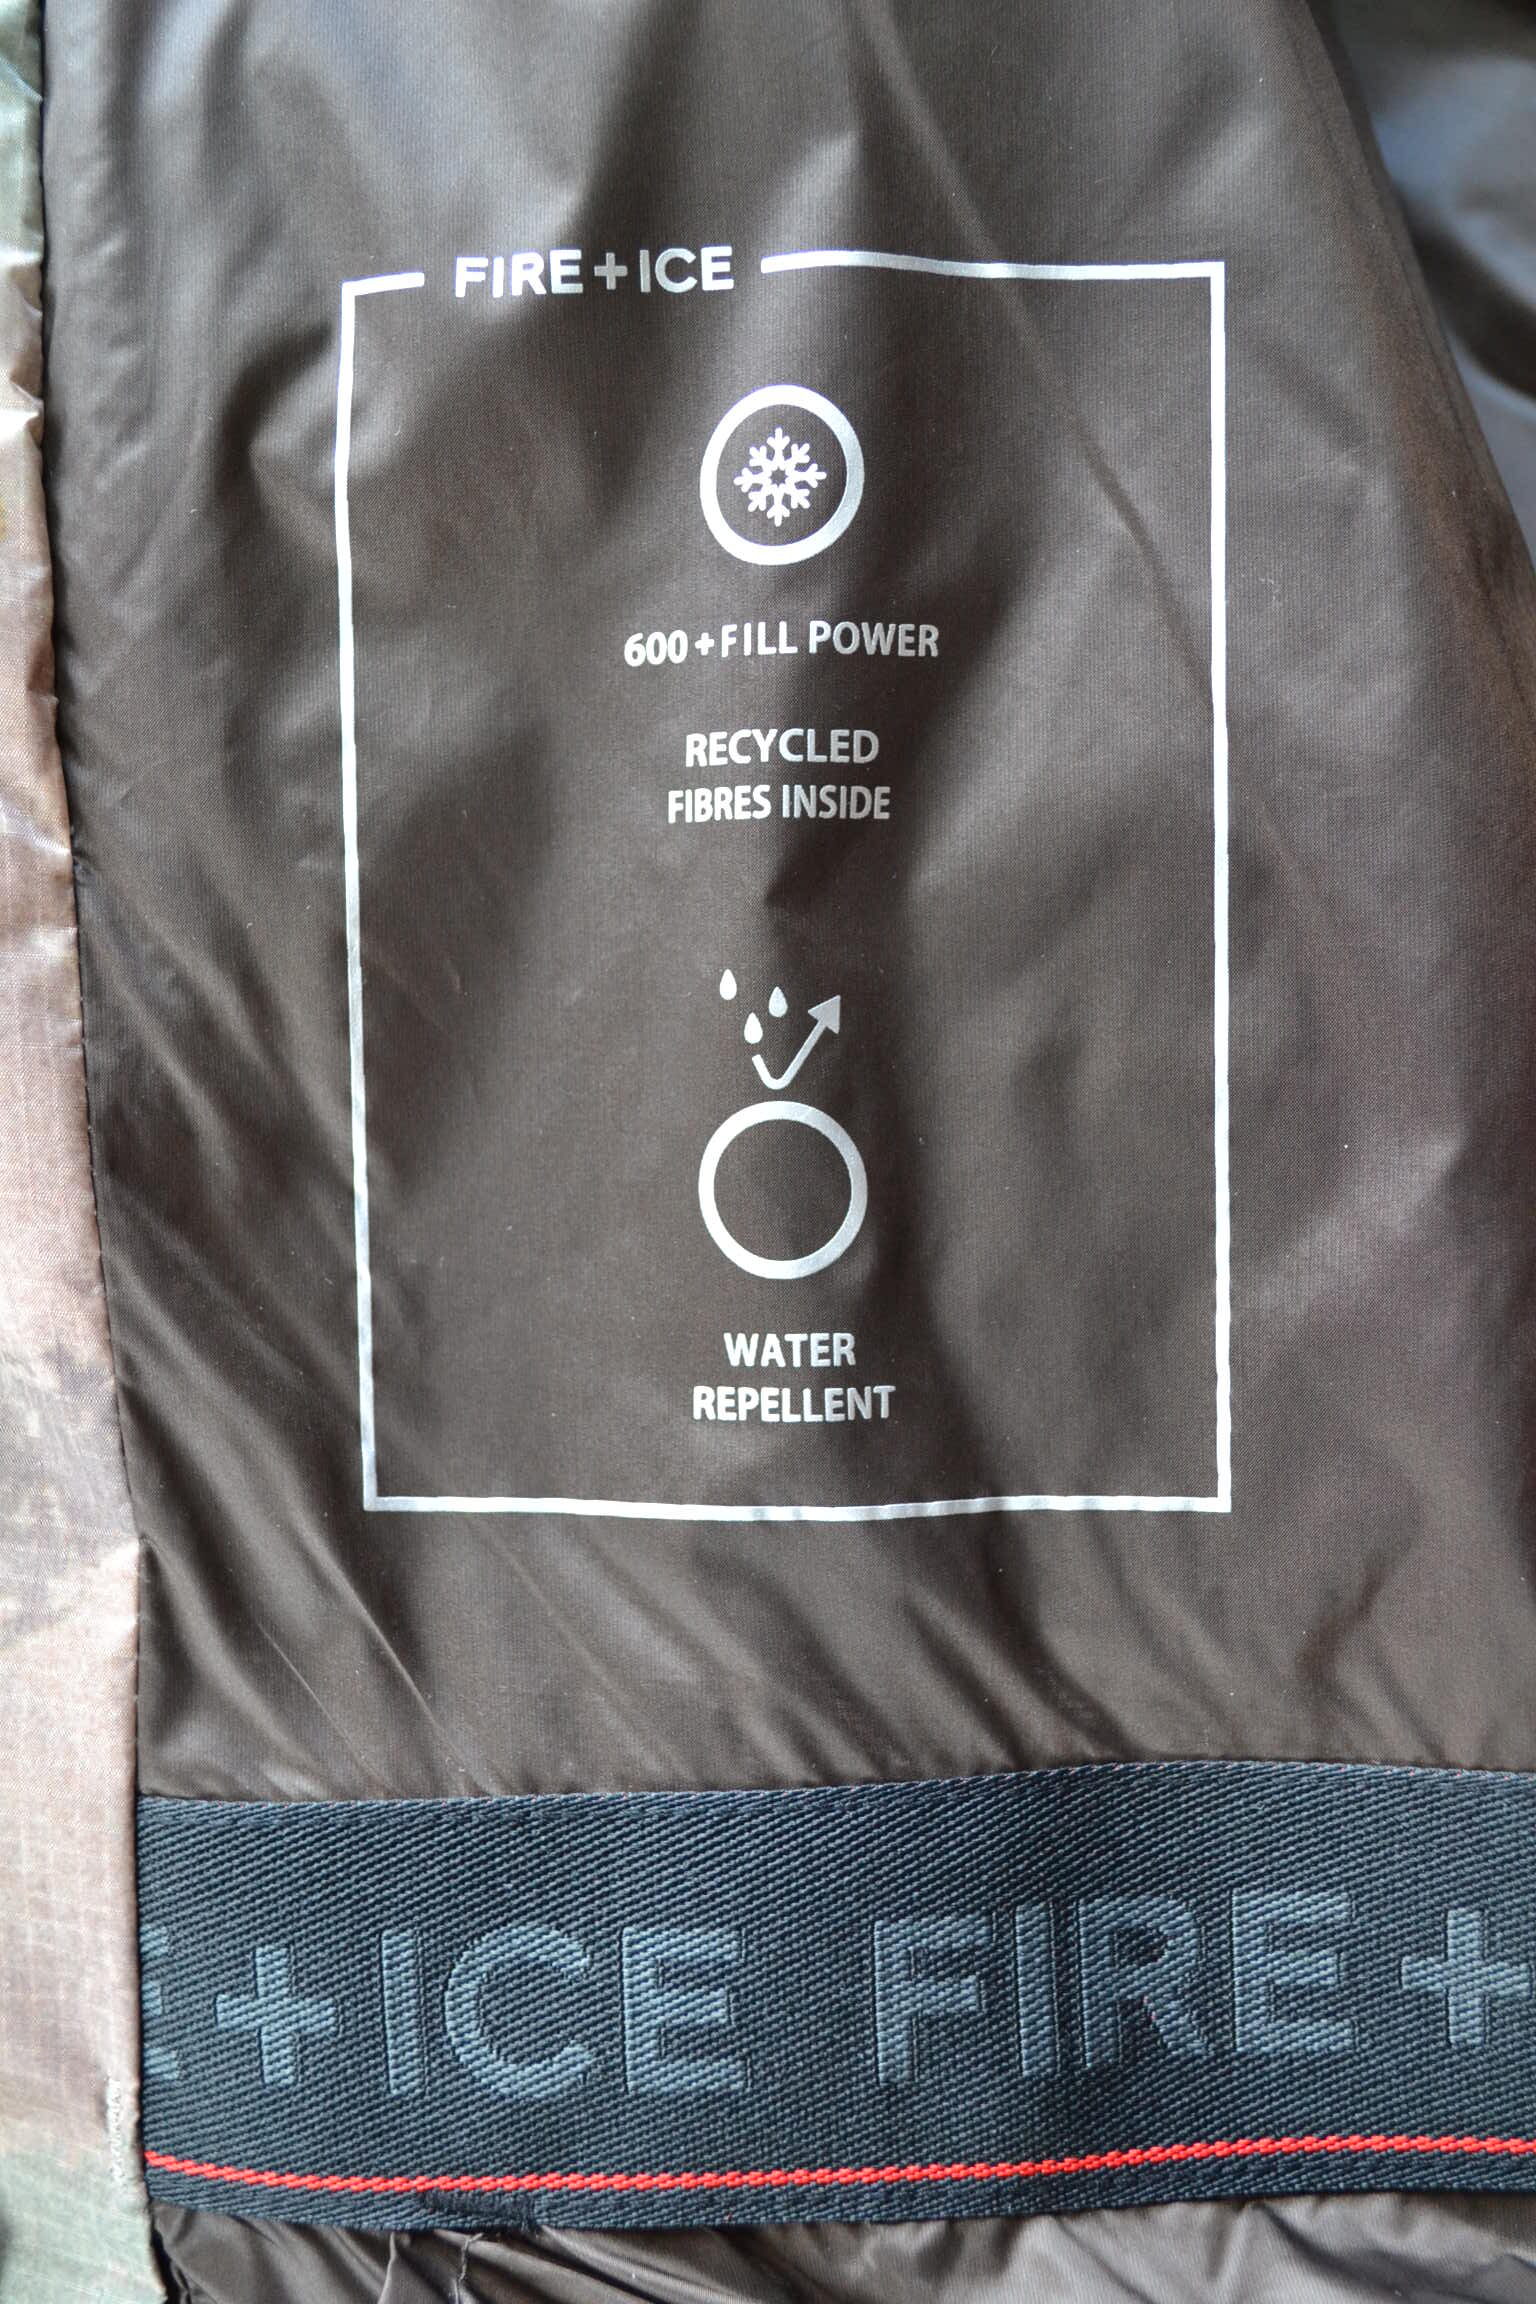 FIRE+ICE
600+FILL POWER
RECYCLED
FIBRES INSIDE
WATER
REPELLENT
E+ICE FIRE+